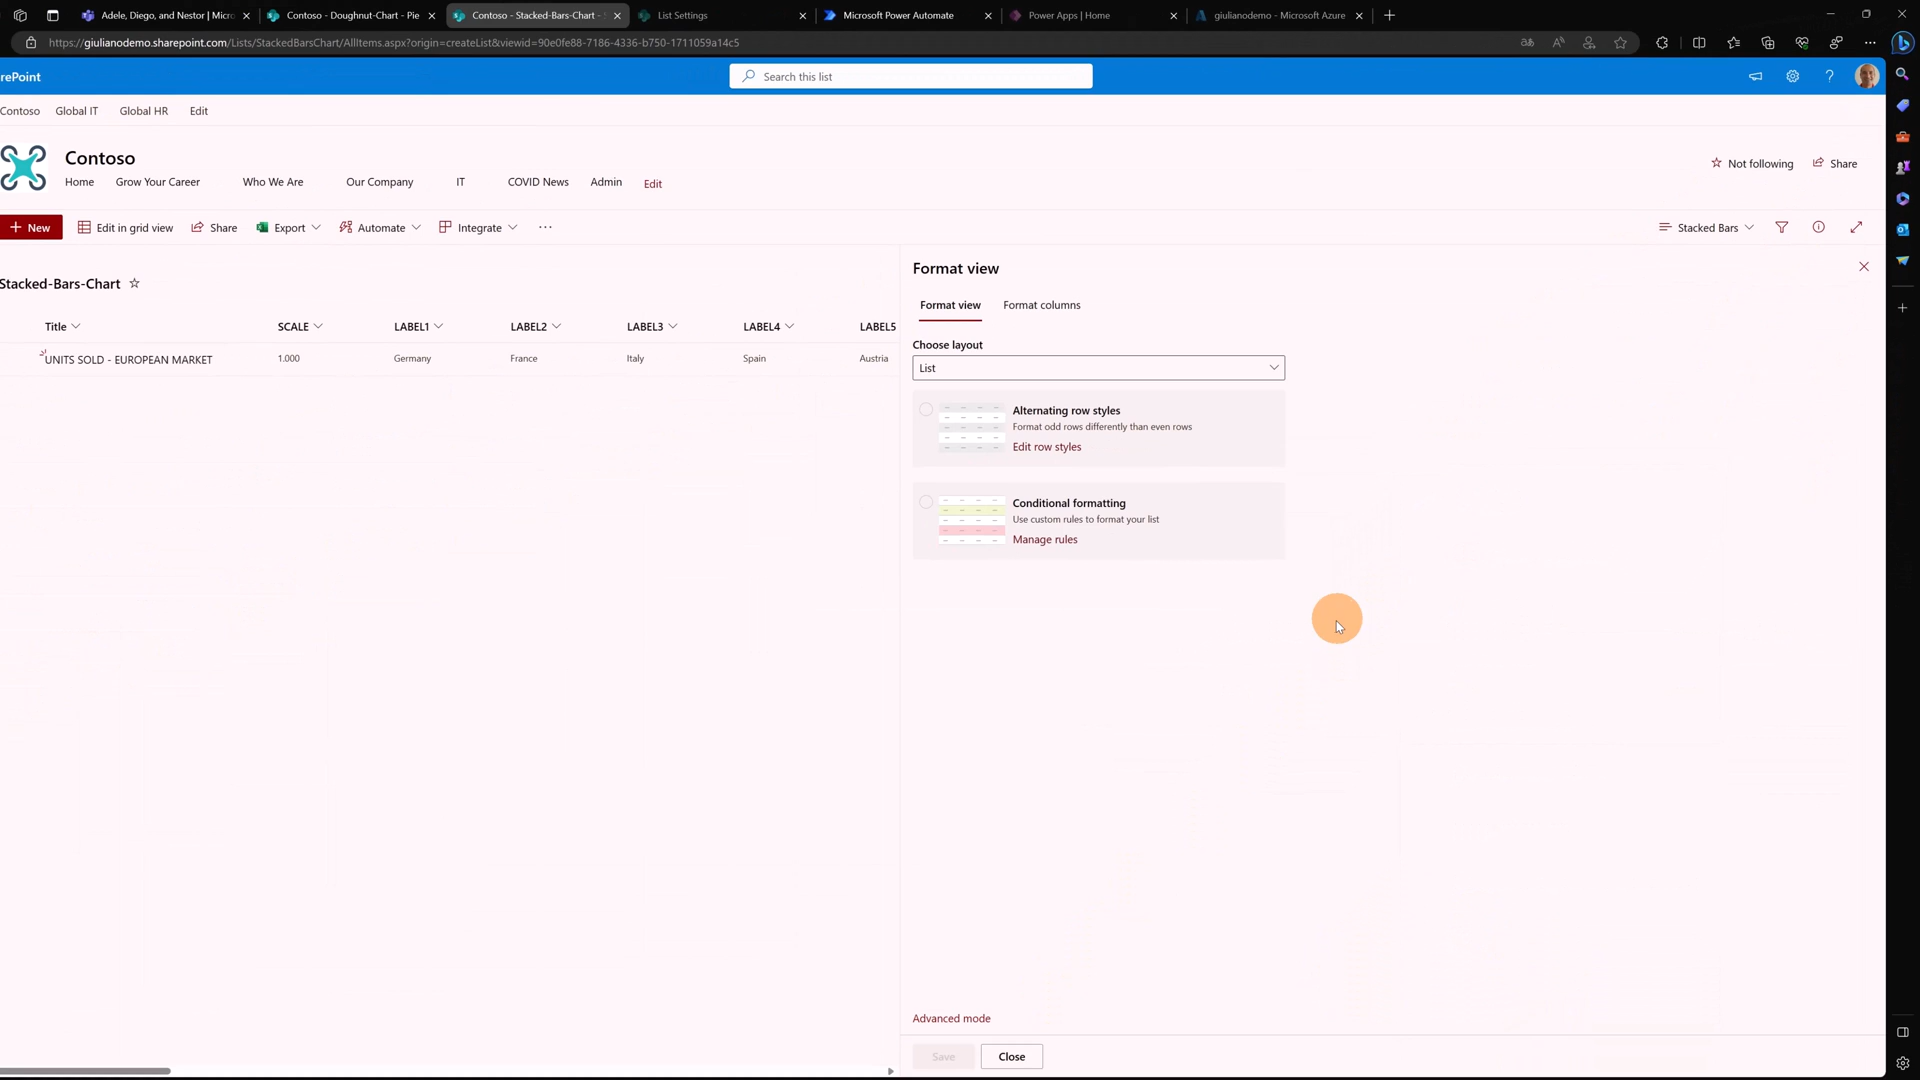 Adele, Diego, and Nestor | Micro
Contoso - Doughnut-Chart - Pie
Contoso - Stacked-Bars-Chart - S
List Settings
Microsoft Power Automate
Power Apps | Home
giulianodemo - Microsoft Azure
https://giulianodemo.sharepoint.com/Lists/StackedBarsChart/AllItems.aspx?origin=createList&viewid=90e0fe88-7186-4336-b750-1711059a14c5
rePoint
Search this list
Contoso Global IT Global HR Edit
Contoso
Not following Share
Home Grow Your Career Who We Are Our Company IT COVID News Admin Edit
New Edit in grid view Share Export Automate Integrate Stacked Bars
Stacked-Bars-Chart
Title SCALE LABEL1 LABEL2 LABEL3 LABEL4 LABEL5
UNITS SOLD - EUROPEAN MARKET 1.000 Germany France Italy Spain Austria
Format view
Format view Format columns
Choose layout
List
Alternating row styles
Format odd rows differently than even rows
Edit row styles
Conditional formatting
Use custom rules to format your list
Manage rules
Advanced mode
Save Close